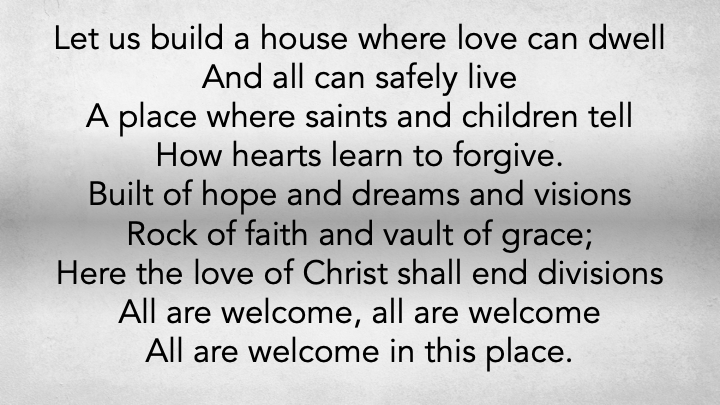 Let us build a house where love can dwell
And all can safely live
A place where saints and children tell
How hearts learn to forgive.
Built of hope and dreams and visions
Rock of faith and vault of grace;
Here the love of Christ shall end divisions
All are welcome, all are welcome
All are welcome in this place.